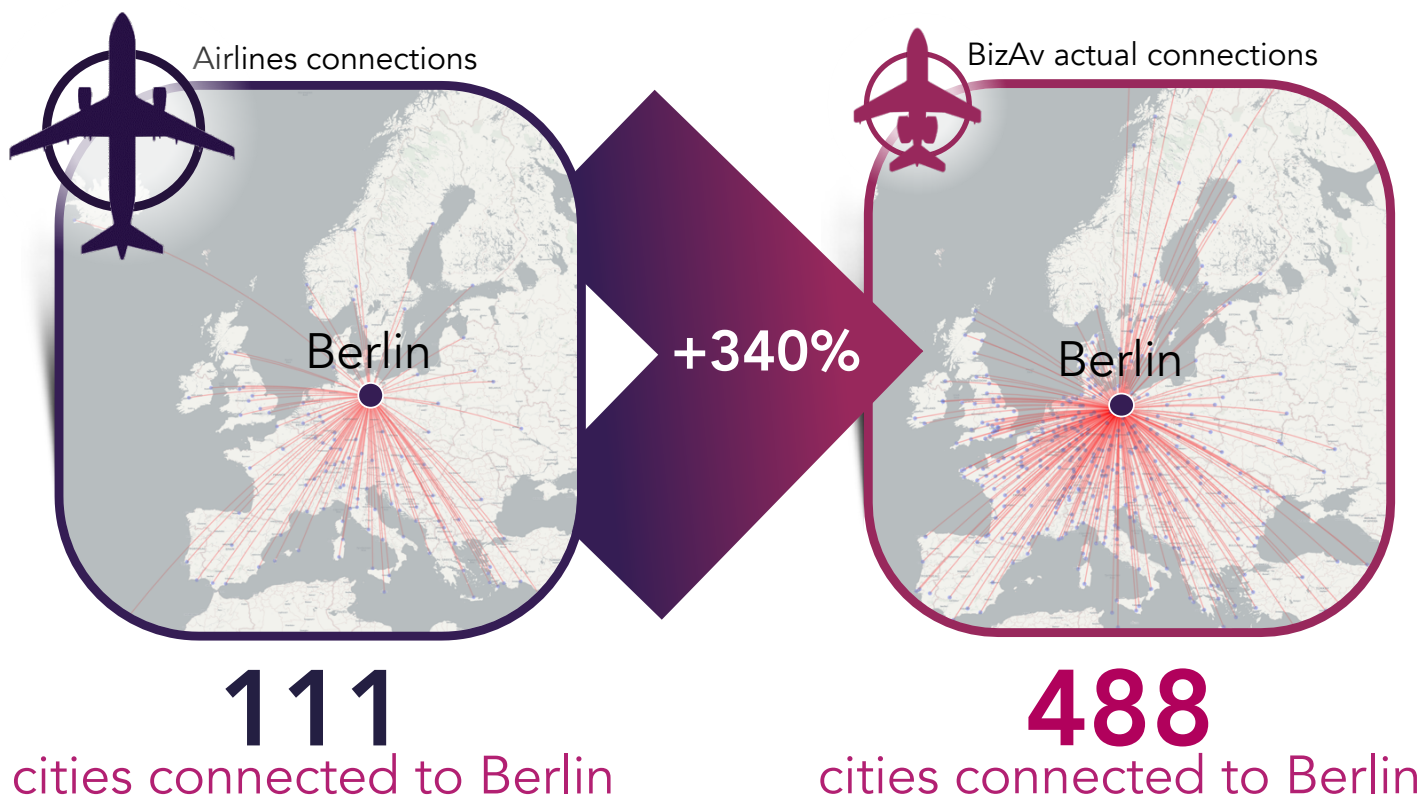 Airlines connections
BizAv actual connections
Berlin
+340%
Berlin
111
cities connected to Berlin
488
cities connected to Berlin